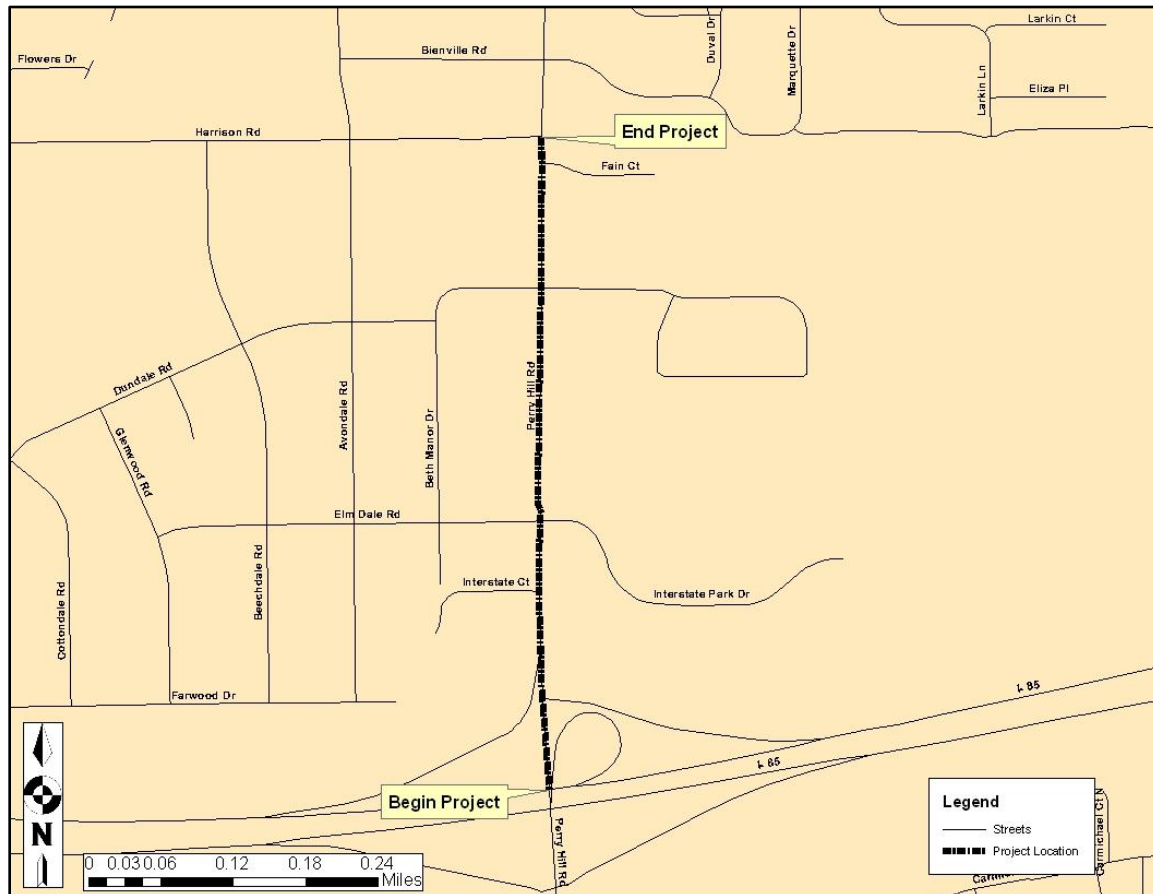 Larkin Ct
Duval Dr
Marquette Dr
Flowers Dr
Bienville Rd
Larkin Ln
Eliza Pl
Harrison Rd
End Project
Fain Ct
Dundale Rd
Perry Hill Rd
Avondale Rd
Beth Manor Dr
Glenwood Rd
Elm Dale Rd
Beechdale Rd
Interstate Ct
Interstate Park Dr
Cottondale Rd
Farwood Dr
I- 85
I- 85
Begin Project
Perry Hill Rd
N
0 0.03 0.06 0.12 0.18 0.24
Miles
Legend
Streets
Project Location
Carmichael Ct N